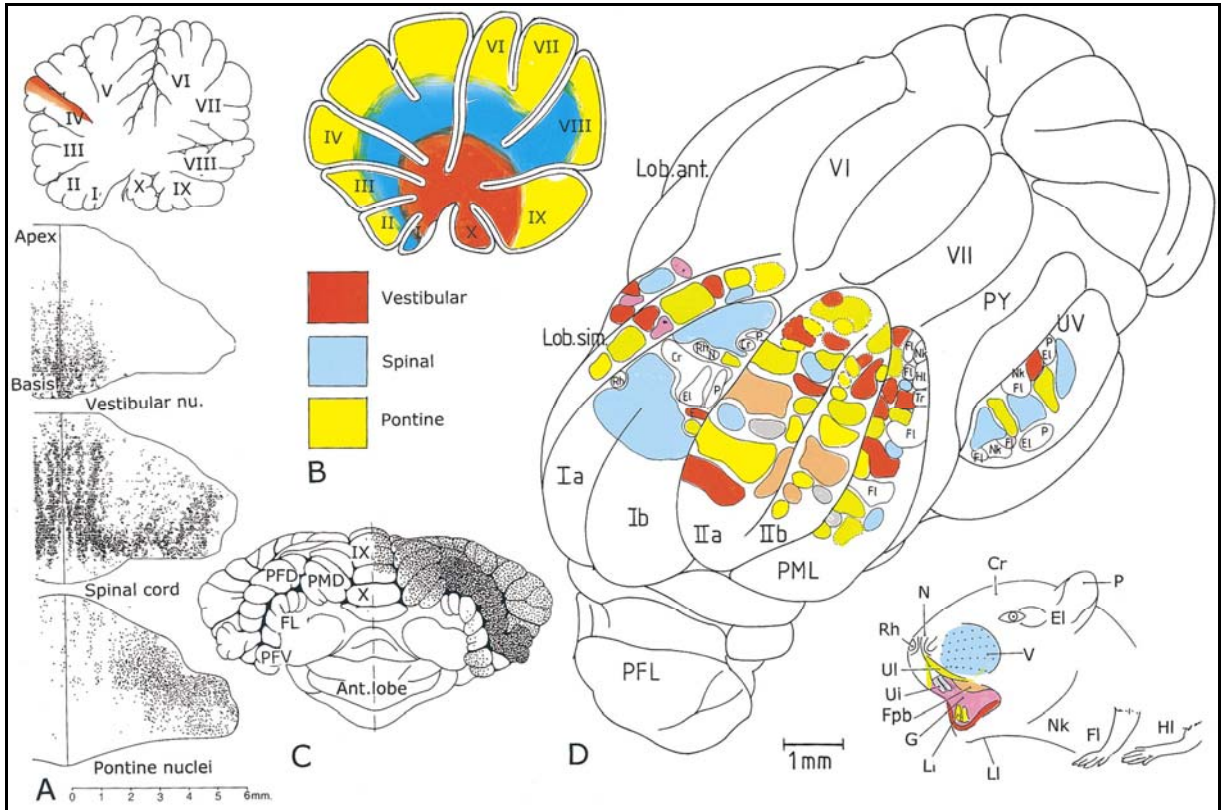 V
VI
IV
VII
III
VIII
II
I
X
IX
Apex
Basis
Vestibular nu.
Spinal cord
Pontine nuclei
A
0 1 2 3 4 5 6mm.
V
VI
VII
IV
VIII
III
II
I
X
IX
Vestibular
Spinal
Pontine
B
IX
PFD
PMD
X
FL
PFV
Ant.lobe
C
Lob.ant.
VI
VII
PY
UV
Lob.sim.
Cr
Rh
N
Cr
P
Rh
El
P
Fl
Nk
Fl
Hl
Tr
Fl
Fl
P
El
Nk
Fl
Fl
Nk
Fl
El
P
Ia
Ib
IIa
IIb
PML
PFL
D
1mm
Cr
P
N
Rh
El
V
Ul
Ui
Fpb
G
Li
Ll
Nk
Fl
Hl